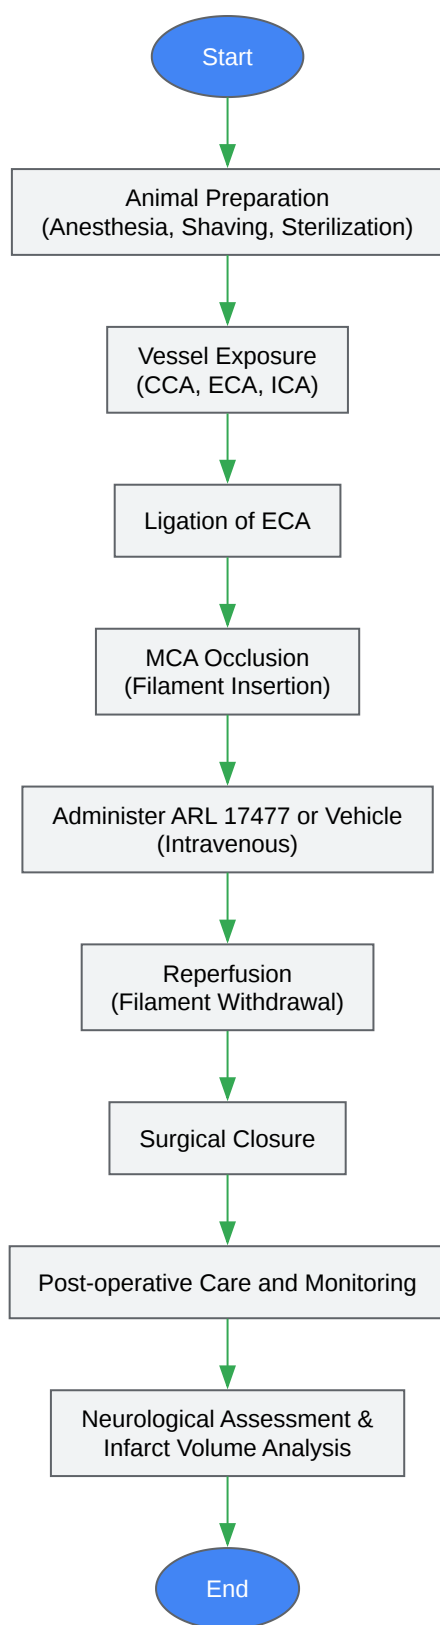 Start
Animal Preparation
(Anesthesia, Shaving, Sterilization)
Vessel Exposure
(CCA, ECA, ICA)
Ligation of ECA
MCA Occlusion
(Filament Insertion)
Administer ARL 17477 or Vehicle
(Intravenous)
Reperfusion
(Filament Withdrawal)
Surgical Closure
Post-operative Care and Monitoring
Neurological Assessment &
Infarct Volume Analysis
End